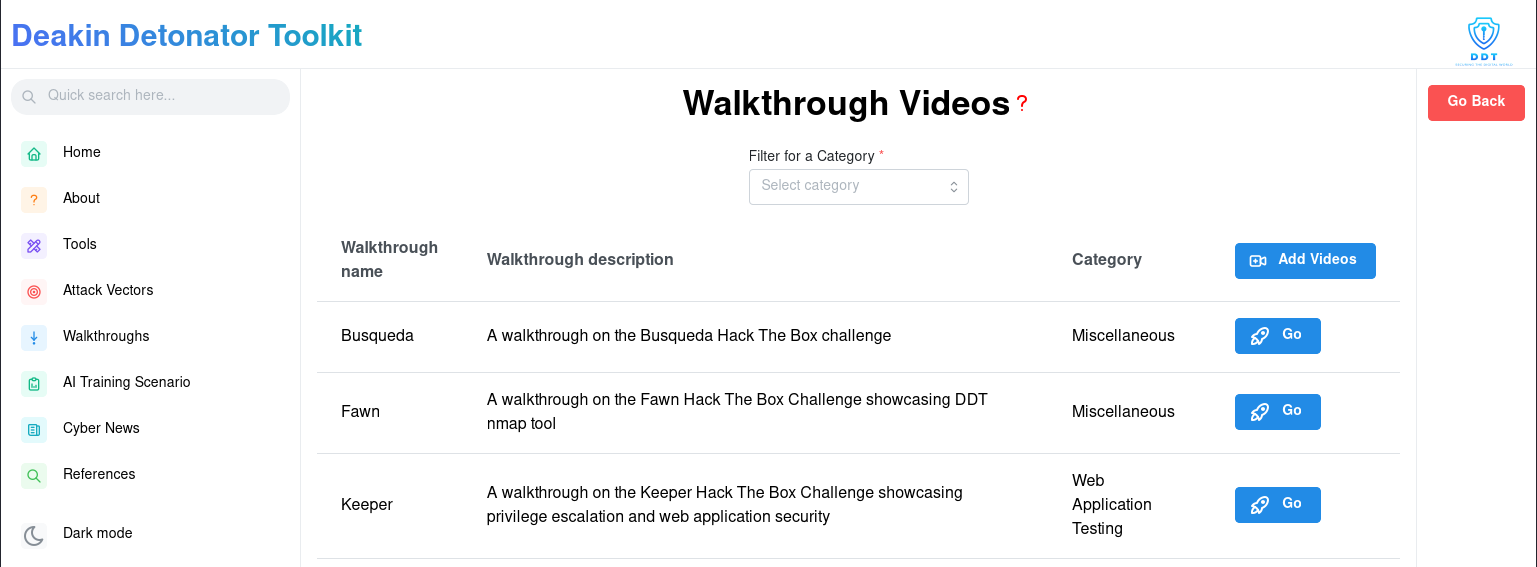 Deakin Detonator Toolkit
DDT
Quick search here...
Home
? About
Tools
Attack Vectors
Walkthroughs
AI Training Scenario
Cyber News
References
Dark mode
Walkthrough Videos ?
Go Back
Filter for a Category *
Select category
Walkthrough
name
Walkthrough description
Category
Add Videos
Busqueda
A walkthrough on the Busqueda Hack The Box challenge
Miscellaneous
Go
Fawn
A walkthrough on the Fawn Hack The Box Challenge showcasing DDT
nmap tool
Miscellaneous
Go
Keeper
A walkthrough on the Keeper Hack The Box Challenge showcasing
privilege escalation and web application security
Web
Application
Testing
Go